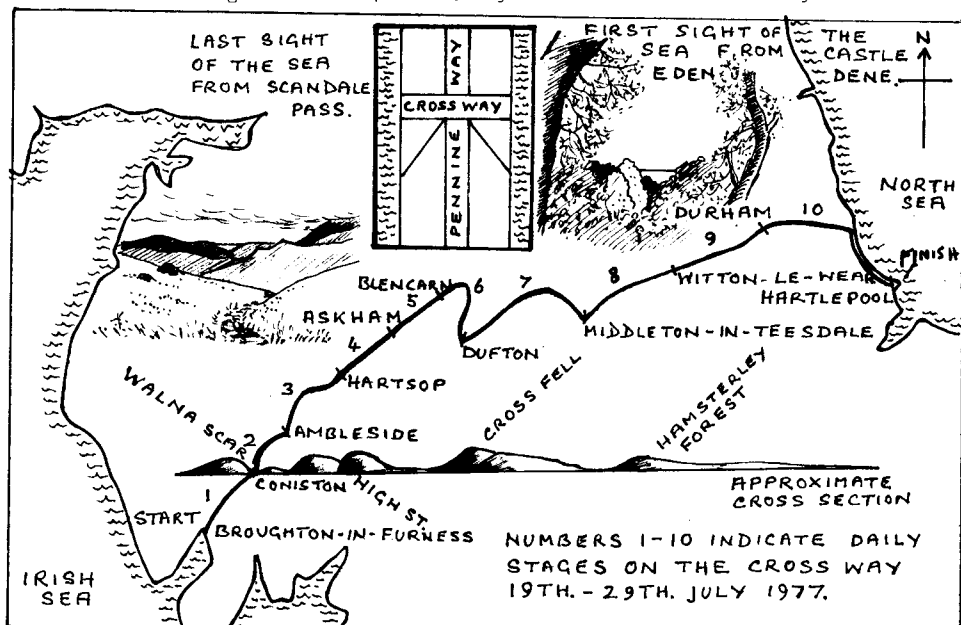 LAST SIGHT
OF THE SEA
FROM SCANDALE
PASS.
PENNINE WAY
CROSS WAY
FIRST SIGHT OF
SEA FROM
EDEN
THE
CASTLE
DENE.
N
NORTH
SEA
FINISH
HARTLEPOOL
10
DURHAM
9
WITTON-LE-WEAR
8
MIDDLETON-IN-TEESDALE
7
6
DUFTON
BLENCARN
5
ASKHAM
4
HARTSOP
3
AMBLESIDE
2
WALNA SCAR
CONISTON
HIGH ST.
CROSS FELL
HAMSTERLEY
FOREST
APPROXIMATE
CROSS SECTION
1
START
BROUGHTON-IN-FURNESS
IRISH
SEA
NUMBERS 1-10 INDICATE DAILY
STAGES ON THE CROSS WAY
19TH.-29TH. JULY 1977.